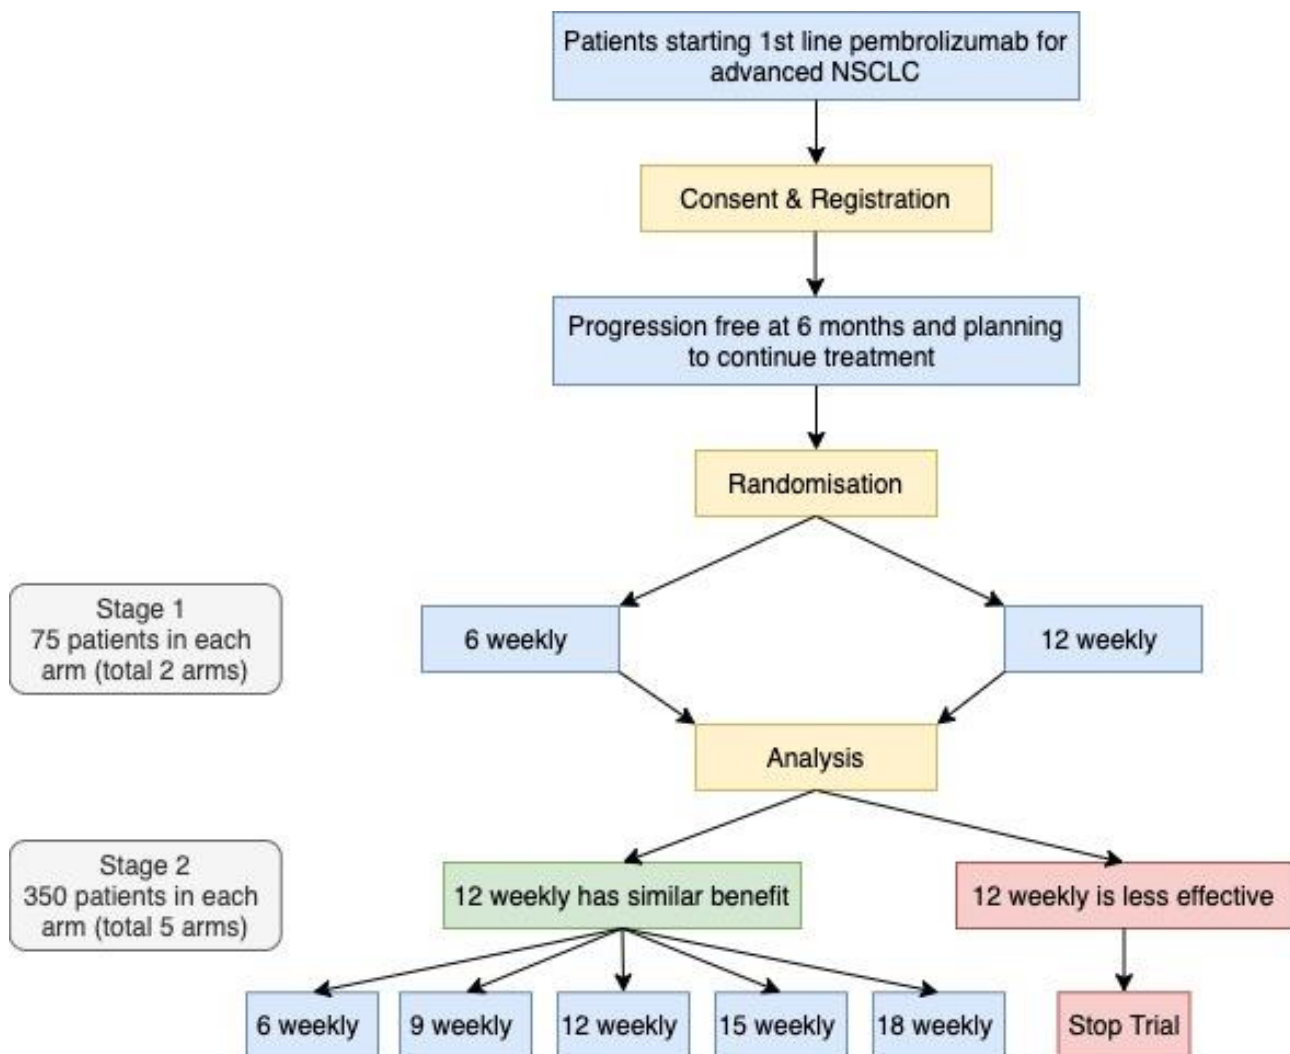 Patients starting 1st line pembrolizumab for
advanced NSCLC
Consent & Registration
Progression free at 6 months and planning
to continue treatment
Randomisation
Stage 1
75 patients in each
arm (total 2 arms)
6 weekly
12 weekly
Analysis
Stage 2
350 patients in each
arm (total 5 arms)
12 weekly has similar benefit
12 weekly is less effective
6 weekly
9 weekly
12 weekly
15 weekly
18 weekly
Stop Trial